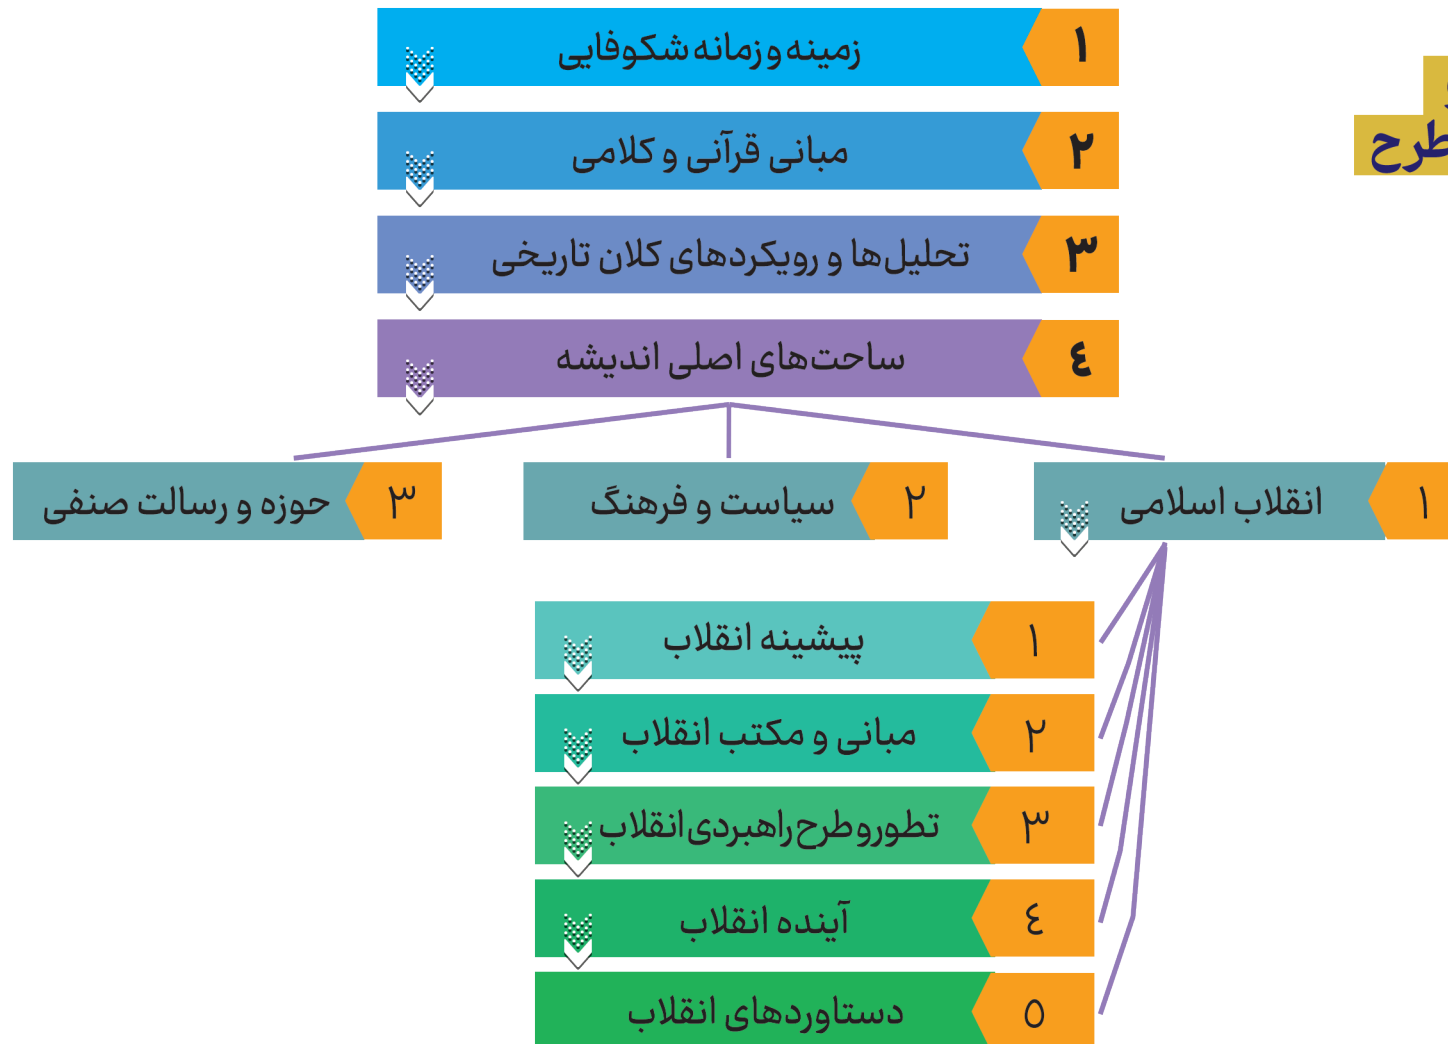 ۱ زمینه و زمانه شکوفایی
۲ مبانی قرآنی و کلامی
طرح
۳ تحلیل‌ها و رویکردهای کلان تاریخی
٤ ساحت‌های اصلی اندیشه
۱ انقلاب اسلامی
۲ سیاست و فرهنگ
۳ حوزه و رسالت صنفی
۱ پیشینه انقلاب
۲ مبانی و مکتب انقلاب
۳ تطور و طرح راهبردی انقلاب
٤ آینده انقلاب
٥ دستاوردهای انقلاب